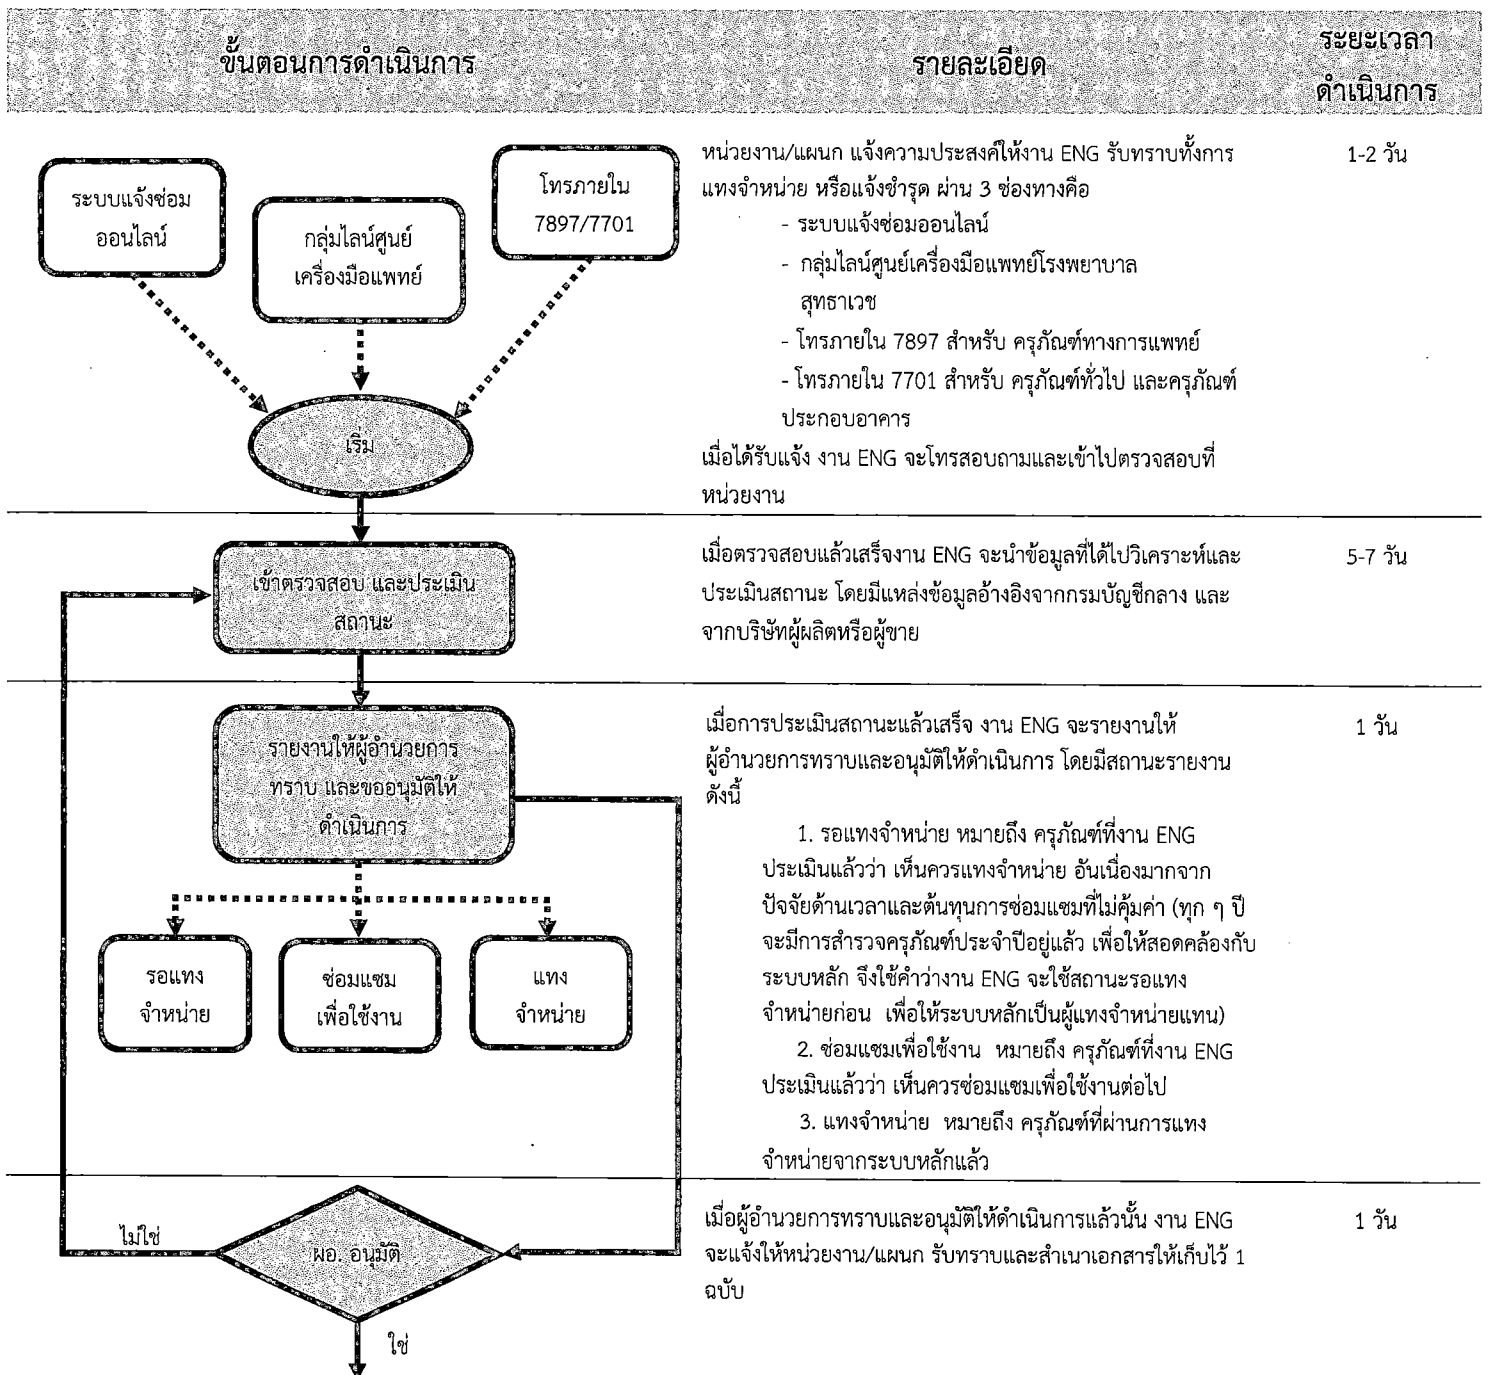 ขั้นตอนการดำเนินการ
รายละเอียด
ระยะเวลา
ดำเนินการ
ระบบแจ้งซ่อม
ออนไลน์
กลุ่มไลน์ศูนย์
เครื่องมือแพทย์
โทรภายใน
7897/7701
เริ่ม
หน่วยงาน/แผนก แจ้งความประสงค์ให้งาน ENG รับทราบทั้งการ
แทงจำหน่าย หรือแจ้งชำรุด ผ่าน 3 ช่องทางคือ
- ระบบแจ้งซ่อมออนไลน์
- กลุ่มไลน์ศูนย์เครื่องมือแพทย์โรงพยาบาล
สุทธาเวช
- โทรภายใน 7897 สำหรับ ครุภัณฑ์ทางการแพทย์
- โทรภายใน 7701 สำหรับ ครุภัณฑ์ทั่วไป และครุภัณฑ์
ประกอบอาคาร
เมื่อได้รับแจ้ง งาน ENG จะโทรสอบถามและเข้าไปตรวจสอบที่
หน่วยงาน
1-2 วัน
เข้าตรวจสอบ และประเมิน
สถานะ
เมื่อตรวจสอบแล้วเสร็จงาน ENG จะนำข้อมูลที่ได้ไปวิเคราะห์และ
ประเมินสถานะ โดยมีแหล่งข้อมูลอ้างอิงจากกรมบัญชีกลาง และ
จากบริษัทผู้ผลิตหรือผู้ขาย
5-7 วัน
รายงานให้ผู้อำนวยการ
ทราบ และขออนุมัติให้
ดำเนินการ
รอแทง
จำหน่าย
ซ่อมแซม
เพื่อใช้งาน
แทง
จำหน่าย
เมื่อการประเมินสถานะแล้วเสร็จ งาน ENG จะรายงานให้
ผู้อำนวยการทราบและอนุมัติให้ดำเนินการ โดยมีสถานะรายงาน
ดังนี้
1. รอแทงจำหน่าย หมายถึง ครุภัณฑ์ที่งาน ENG
ประเมินแล้วว่า เห็นควรแทงจำหน่าย อันเนื่องมาจาก
ปัจจัยด้านเวลาและต้นทุนการซ่อมแซมที่ไม่คุ้มค่า (ทุก ๆ ปี
จะมีการสำรวจครุภัณฑ์ประจำปีอยู่แล้ว เพื่อให้สอดคล้องกับ
ระบบหลัก จึงใช้คำว่างาน ENG จะใช้สถานะรอแทง
จำหน่ายก่อน เพื่อให้ระบบหลักเป็นผู้แทงจำหน่ายแทน)
2. ซ่อมแซมเพื่อใช้งาน หมายถึง ครุภัณฑ์ที่งาน ENG
ประเมินแล้วว่า เห็นควรซ่อมแซมเพื่อใช้งานต่อไป
3. แทงจำหน่าย หมายถึง ครุภัณฑ์ที่ผ่านการแทง
จำหน่ายจากระบบหลักแล้ว
1 วัน
ไม่ใช่
ผอ. อนุมัติ
ใช่
เมื่อผู้อำนวยการทราบและอนุมัติให้ดำเนินการแล้วนั้น งาน ENG
จะแจ้งให้หน่วยงาน/แผนก รับทราบและสำเนาเอกสารให้เก็บไว้ 1
ฉบับ
1 วัน